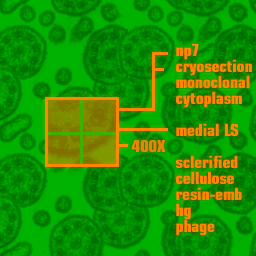 np7
cryosection
monoclonal
cytoplasm
medial LS
400X
sclerified
cellulose
resin-emb
hg
phage